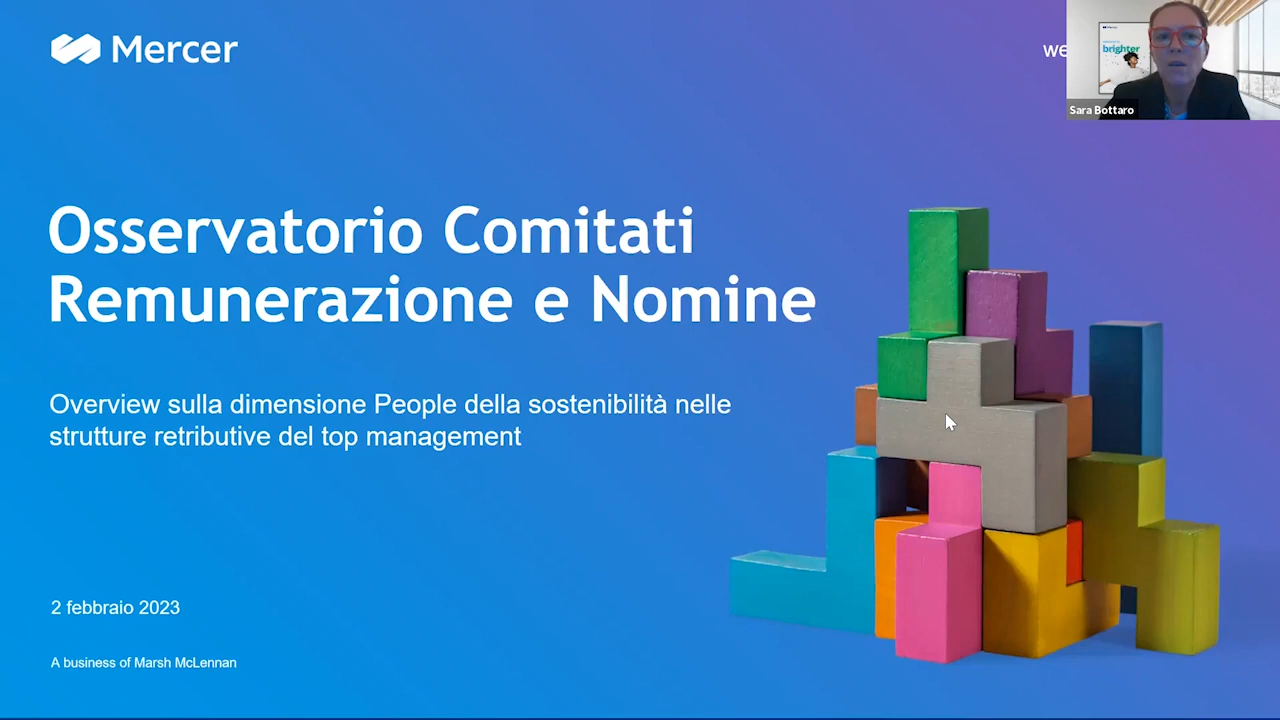 Mercer
we
brighter
Sara Bottaro
Osservatorio Comitati
Remunerazione e Nomine
Overview sulla dimensione People della sostenibilità nelle
strutture retributive del top management
2 febbraio 2023
A business of Marsh McLennan